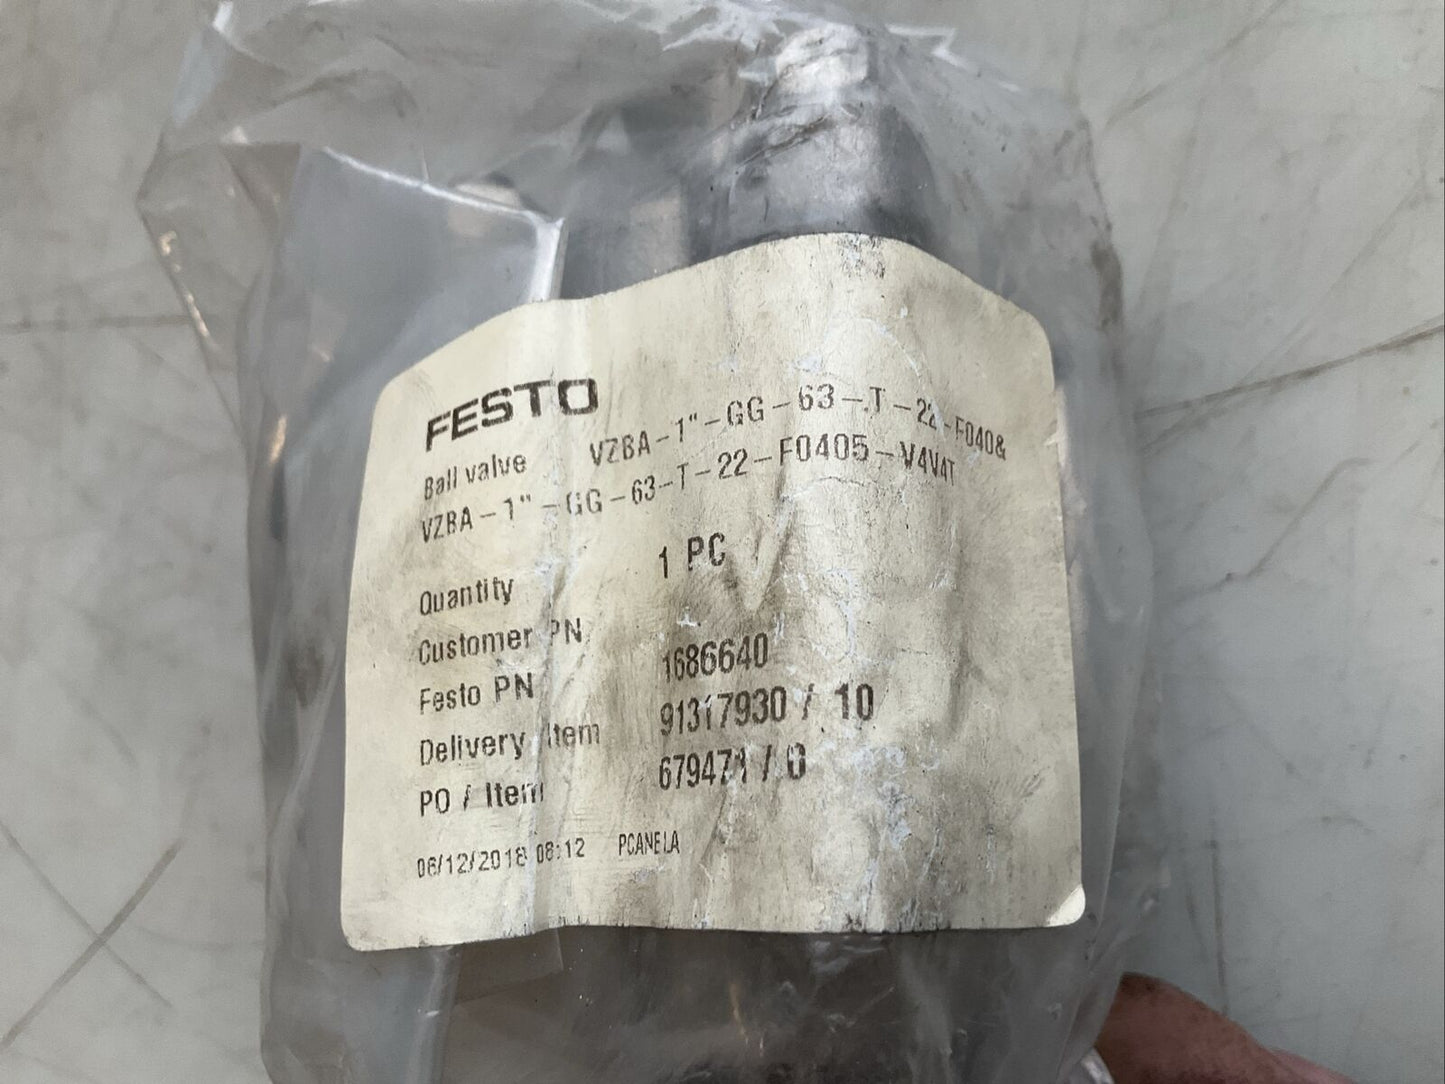 FESTO
Ball valve VZBA-1"-GG-63-T-22-F040&
VZBA-1"-GG-63-T-22-F0405-V4V4T
Quantity 1 PC
Customer PN
Festo PN 1686640
Delivery Item 91317930 / 10
PO / Item 679471 / 0
06/12/2018 08:12 PCANELA